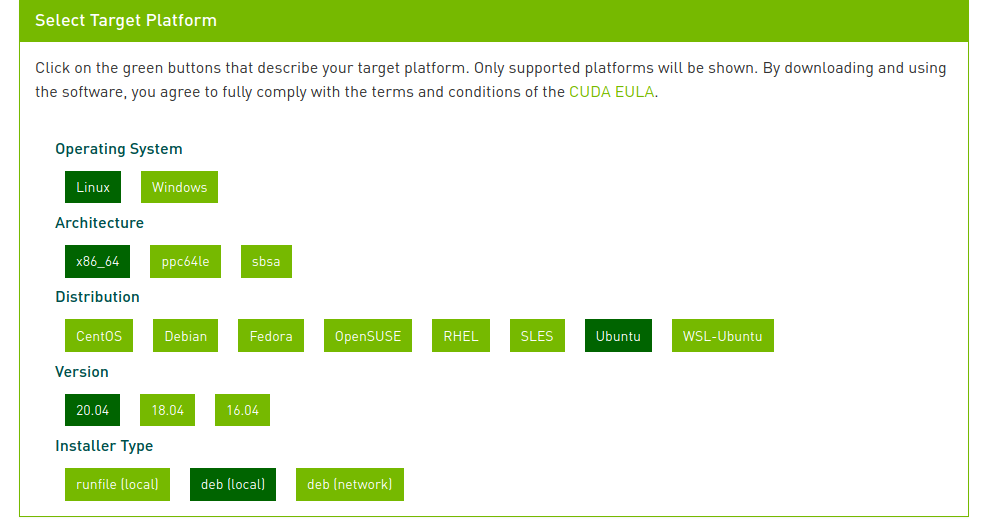 Select Target Platform
Click on the green buttons that describe your target platform. Only supported platforms will be shown. By downloading and using
the software, you agree to fully comply with the terms and conditions of the CUDA EULA.
Operating System
Linux Windows
Architecture
x86_64 ppc64le sbsa
Distribution
CentOS Debian Fedora OpenSUSE RHEL SLES Ubuntu WSL-Ubuntu
Version
20.04 18.04 16.04
Installer Type
runfile (local) deb (local) deb (network)